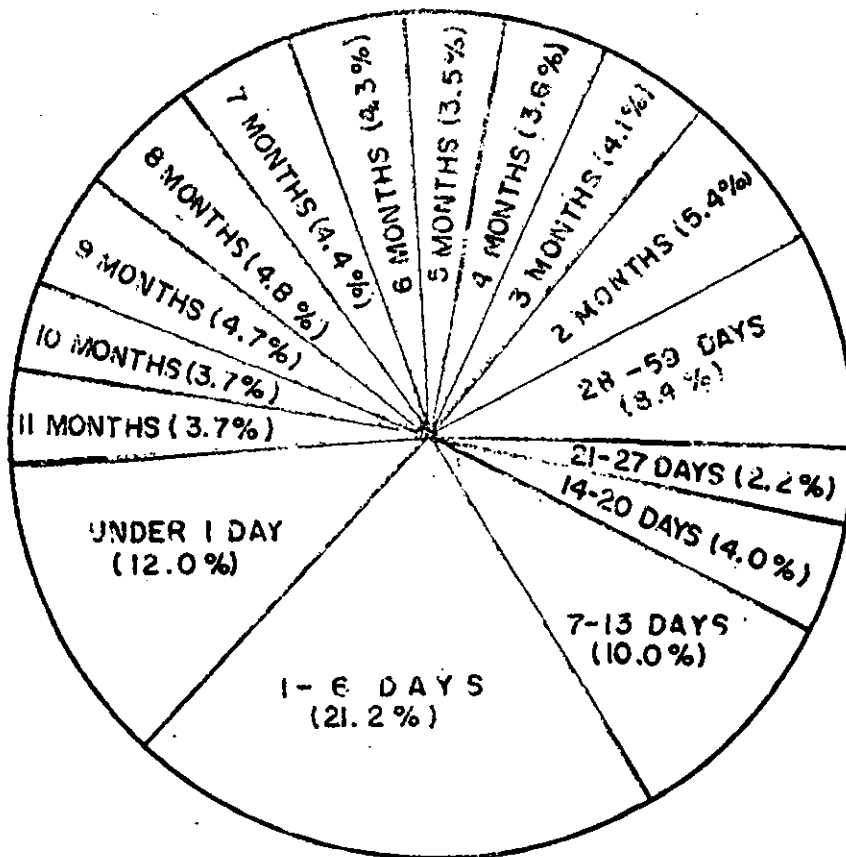 UNDER 1 DAY
(12.0%)
1-6 DAYS
(21.2%)
7-13 DAYS
(10.0%)
14-20 DAYS (4.0%)
21-27 DAYS (2.2%)
28-59 DAYS
(8.4%)
2 MONTHS (5.4%)
3 MONTHS (4.1%)
4 MONTHS (3.6%)
5 MONTHS (3.5%)
6 MONTHS (4.3%)
7 MONTHS (4.4%)
8 MONTHS (4.8%)
9 MONTHS (4.7%)
10 MONTHS (3.7%)
11 MONTHS (3.7%)